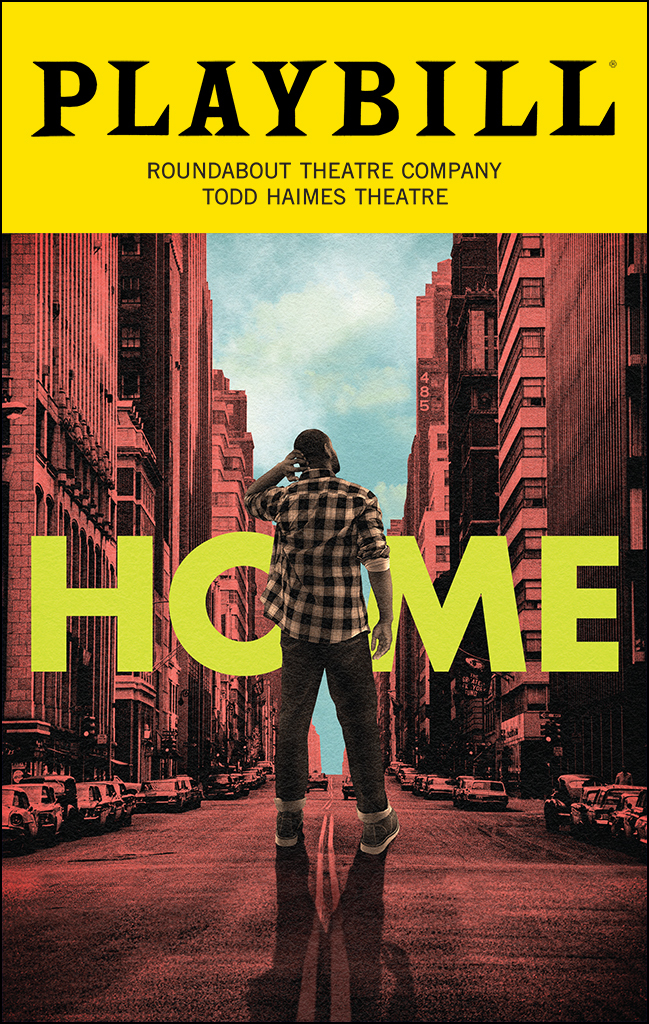 PLAYBILL®
ROUNDABOUT THEATRE COMPANY
TODD HAIMES THEATRE
485
HOME